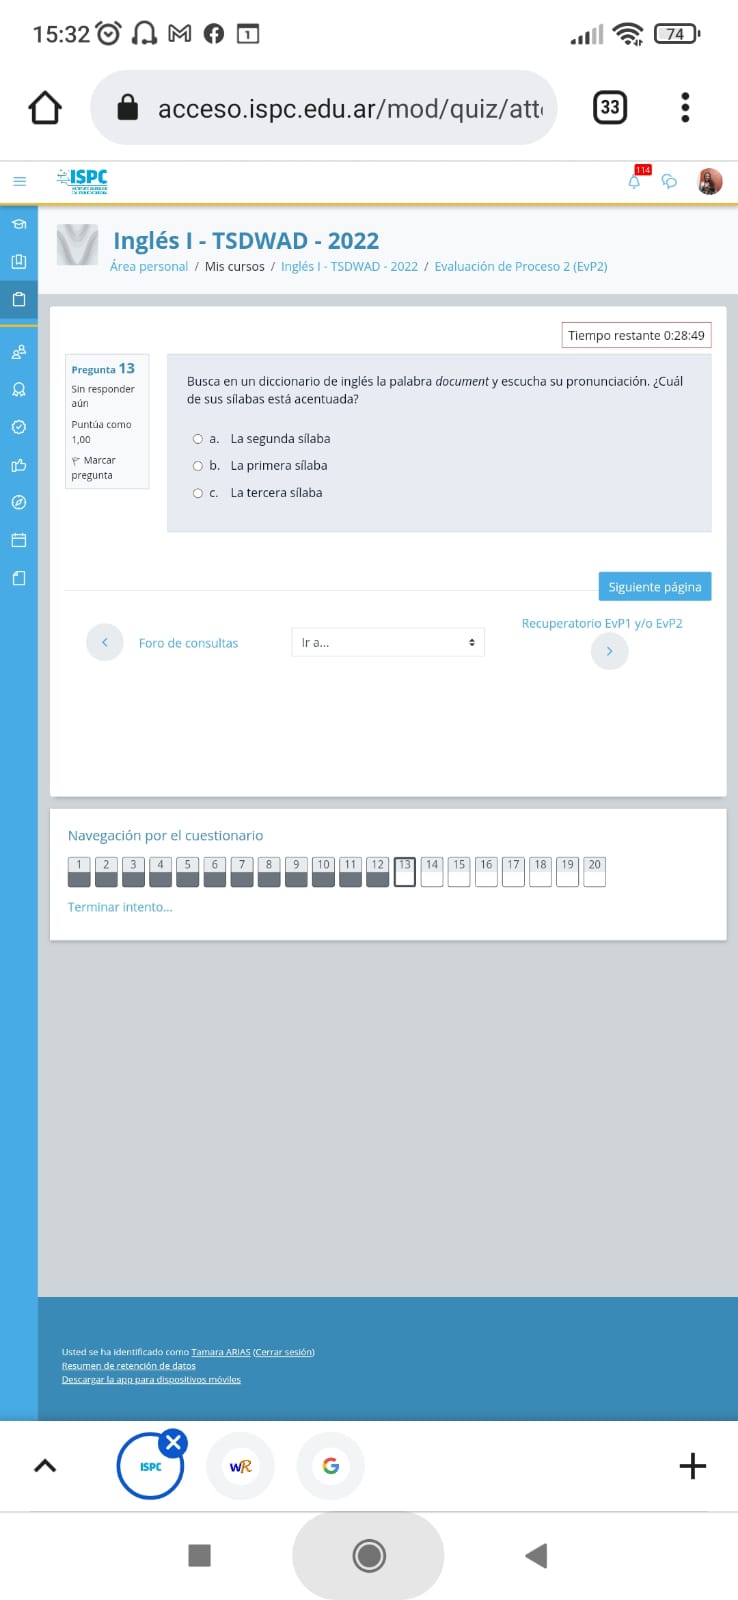 15:32
1
74
acceso.ispc.edu.ar/mod/quiz/att
33
ISPC
114
Inglés I - TSDWAD - 2022
Área personal / Mis cursos / Inglés I - TSDWAD - 2022 / Evaluación de Proceso 2 (EvP2)
Tiempo restante 0:28:49
Pregunta 13
Sin responder
aún
Puntúa como
1,00
Marcar
pregunta
Busca en un diccionario de inglés la palabra document y escucha su pronunciación. ¿Cuál
de sus sílabas está acentuada?
a. La segunda sílaba
b. La primera sílaba
c. La tercera sílaba
Siguiente página
Foro de consultas
Ir a...
Recuperatorio EvP1 y/o EvP2
Navegación por el cuestionario
1 2 3 4 5 6 7 8 9 10 11 12 13 14 15 16 17 18 19 20
Terminar intento...
Usted se ha identificado como Tamara ARIAS (Cerrar sesión)
Resumen de retención de datos
Descargar la app para dispositivos móviles
ISPC
WR
G